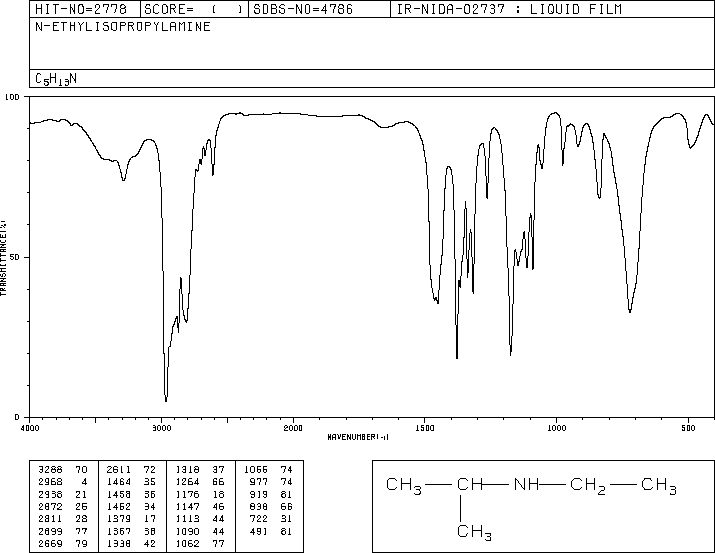 HIT-NO=2778 SCORE= ( ) SDBS-NO=4786 IR-NIDA-02737 : LIQUID FILM
N-ETHYLISOPROPYLAMINE
C5H13N
100
50
0
TRANSMITTANCE(%)
4000 3000 2000 1500 1000 500
WAVENUMBER(-1)
3288 70 2611 72 1318 37 1066 74
2968 4 1464 35 1264 66 977 74
2938 21 1458 36 1176 18 919 81
2872 26 1452 34 1147 46 838 66
2811 28 1379 17 1113 44 722 31
2699 77 1367 38 1090 44 491 81
2669 79 1338 42 1062 77
CH3 CH NH CH2 CH3
CH3